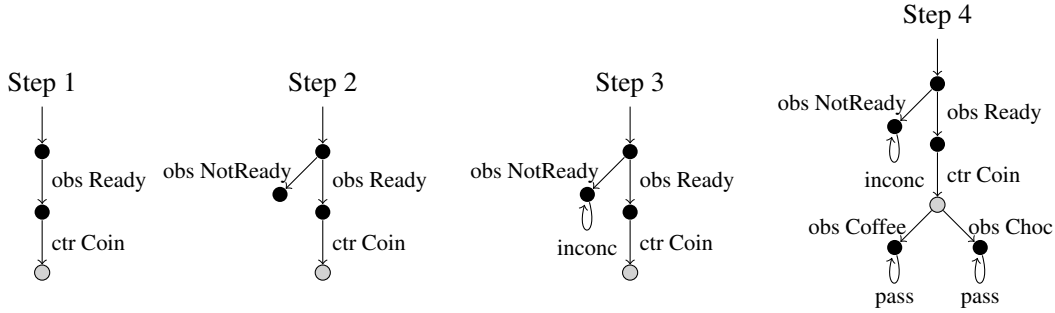 Step 1
obs Ready
ctr Coin
Step 2
obs NotReady
obs Ready
ctr Coin
Step 3
obs NotReady
obs Ready
inconc
ctr Coin
Step 4
obs NotReady
obs Ready
inconc
ctr Coin
obs Coffee
obs Choc
pass
pass